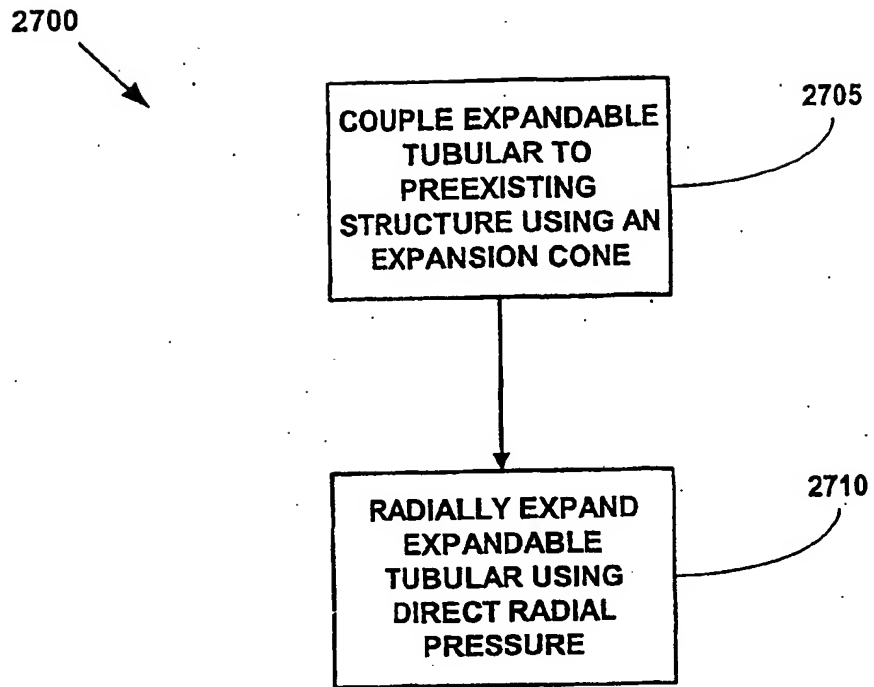 2700
COUPLE EXPANDABLE
TUBULAR TO
PREEXISTING
STRUCTURE USING AN
EXPANSION CONE
2705
RADIALLY EXPAND
EXPANDABLE
TUBULAR USING
DIRECT RADIAL
PRESSURE
2710